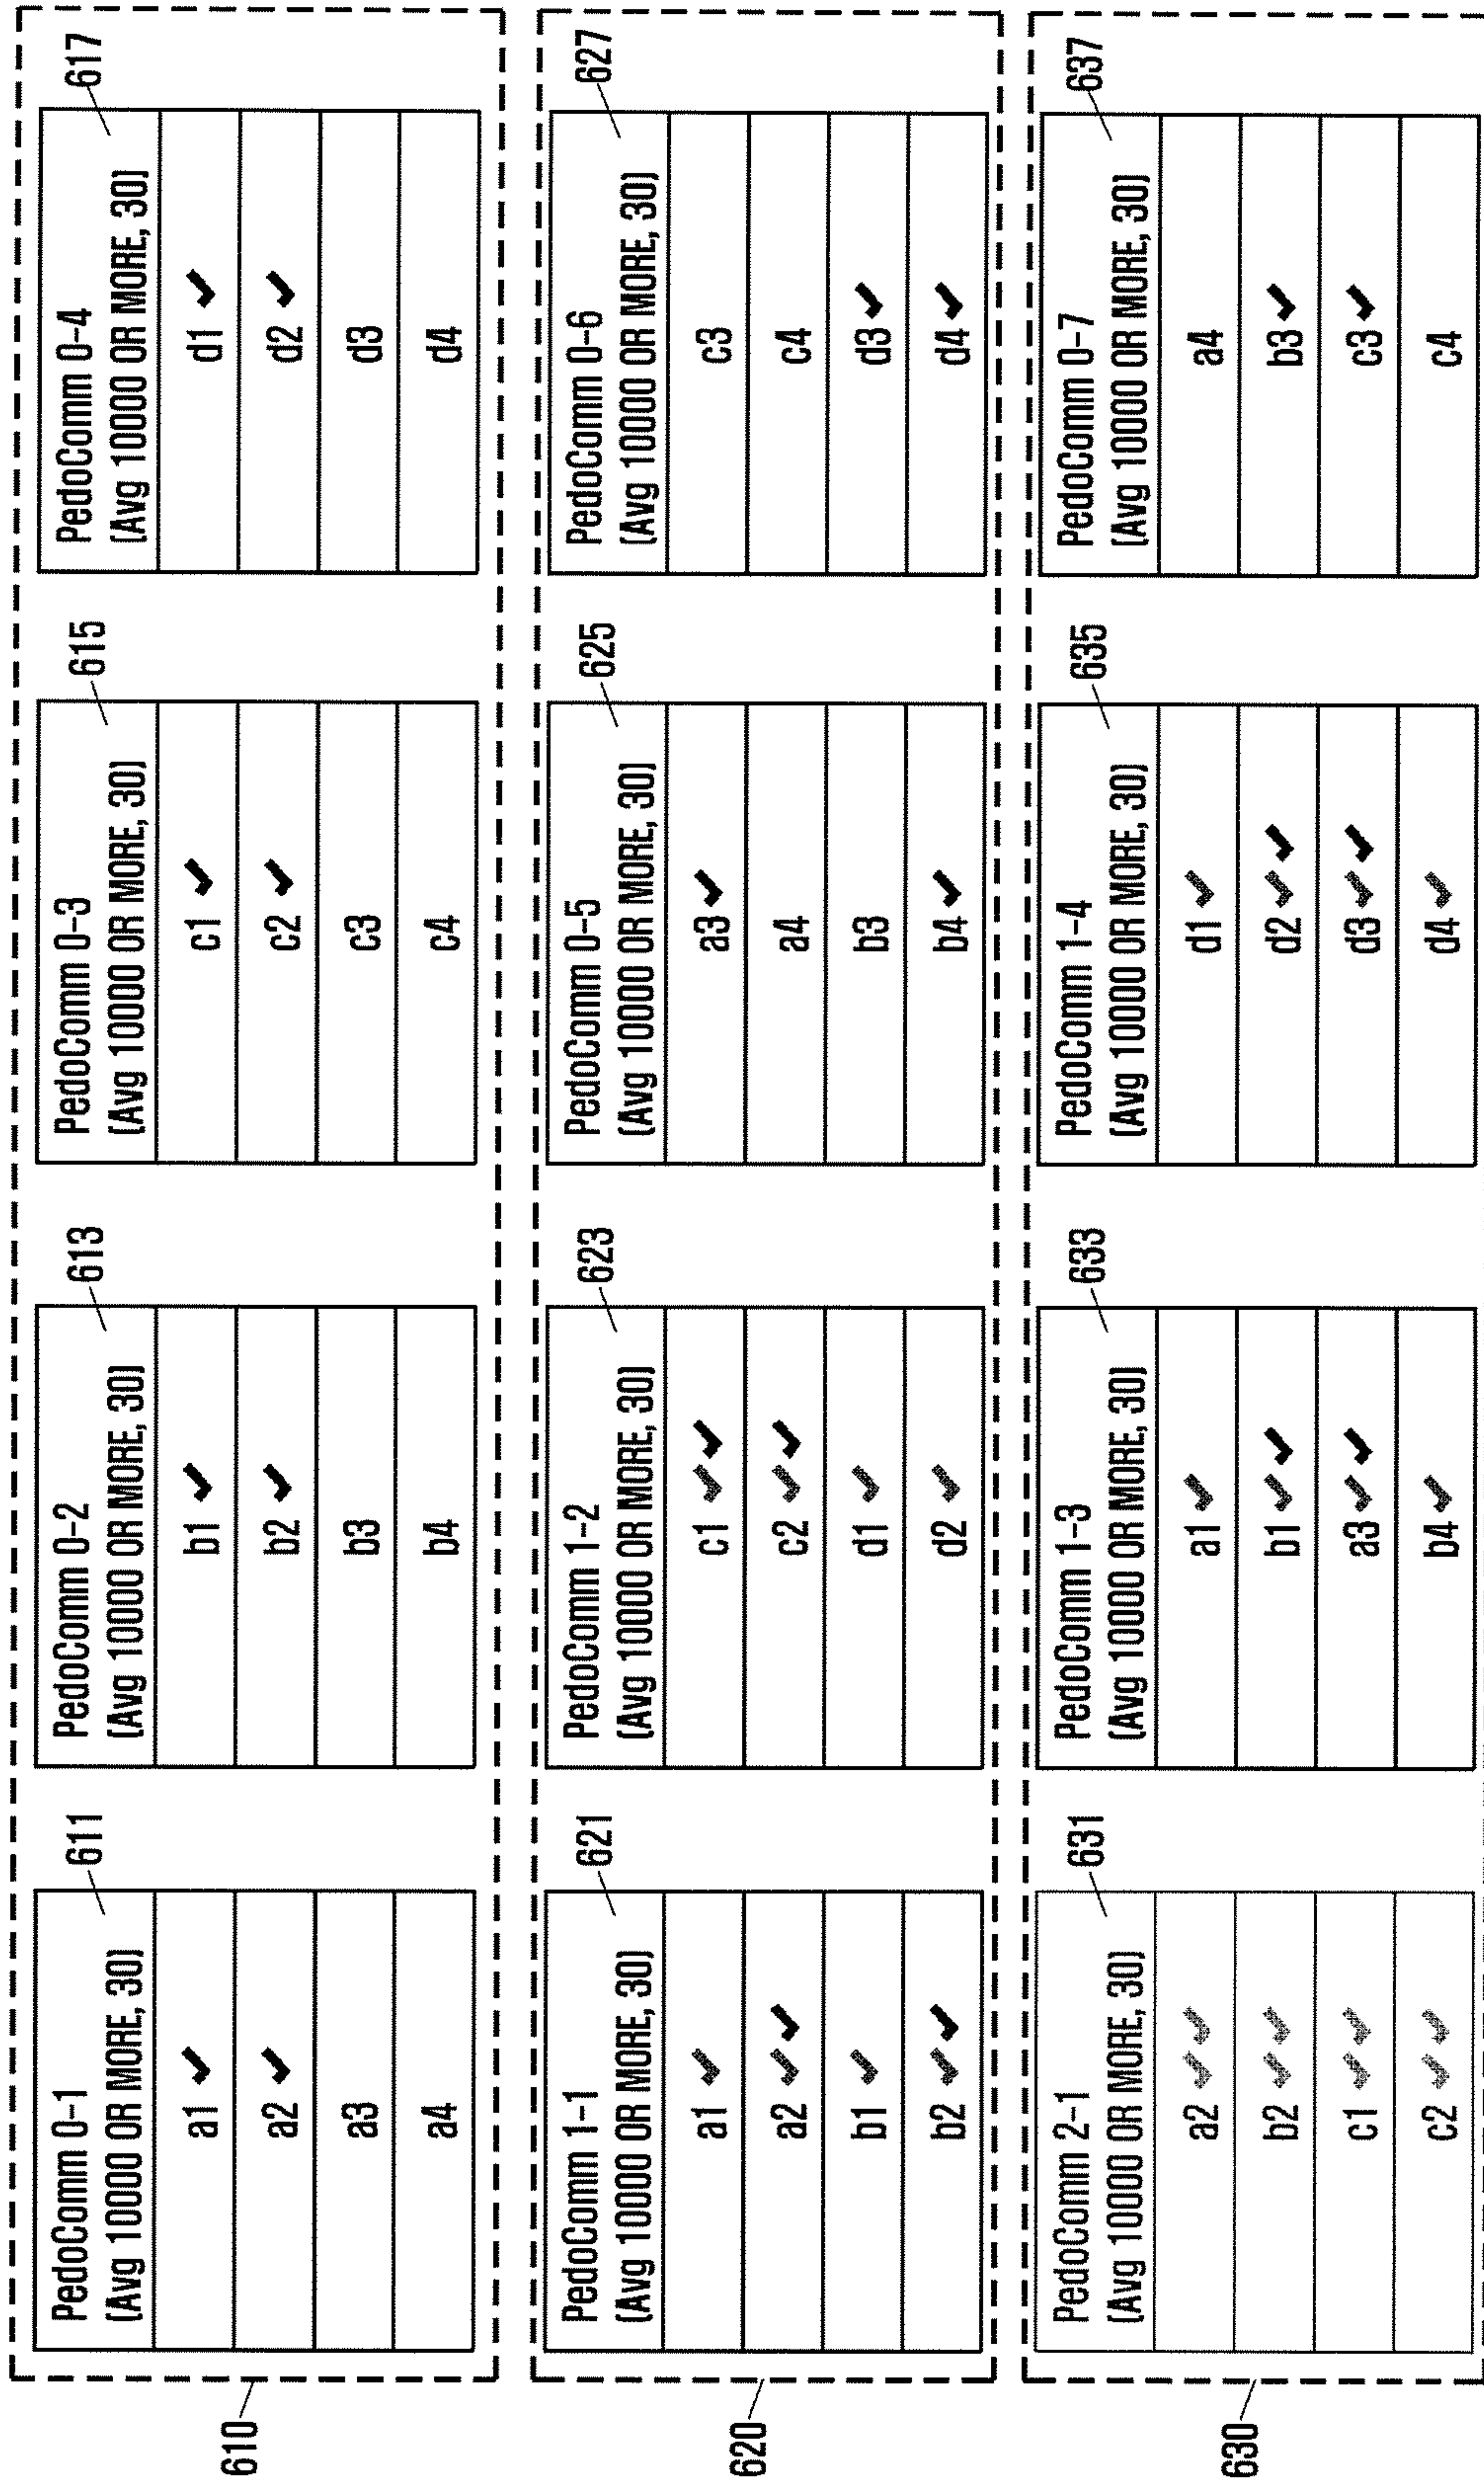 610
611
PedoComm 0-1
(Avg 10000 OR MORE, 30)
a1 ✔
a2 ✔
a3
a4
613
PedoComm 0-2
(Avg 10000 OR MORE, 30)
b1 ✔
b2 ✔
b3
b4
615
PedoComm 0-3
(Avg 10000 OR MORE, 30)
c1 ✔
c2 ✔
c3
c4
617
PedoComm 0-4
(Avg 10000 OR MORE, 30)
d1 ✔
d2 ✔
d3
d4
620
621
PedoComm 1-1
(Avg 10000 OR MORE, 30)
a1 ✔
a2 ✔✔
b1 ✔
b2 ✔✔
623
PedoComm 1-2
(Avg 10000 OR MORE, 30)
c1 ✔✔
c2 ✔✔
d1 ✔
d2 ✔
625
PedoComm 0-5
(Avg 10000 OR MORE, 30)
a3 ✔
a4
b3
b4 ✔
627
PedoComm 0-6
(Avg 10000 OR MORE, 30)
c3
c4
d3 ✔
d4 ✔
630
631
PedoComm 2-1
(Avg 10000 OR MORE, 30)
a2 ✔✔
b2 ✔✔
c1 ✔✔
c2 ✔✔
633
PedoComm 1-3
(Avg 10000 OR MORE, 30)
a1 ✔
b1 ✔✔
a3 ✔✔
b4 ✔
635
PedoComm 1-4
(Avg 10000 OR MORE, 30)
d1 ✔
d2 ✔✔
d3 ✔✔
d4 ✔
637
PedoComm 0-7
(Avg 10000 OR MORE, 30)
a4
b3 ✔
c3 ✔
c4